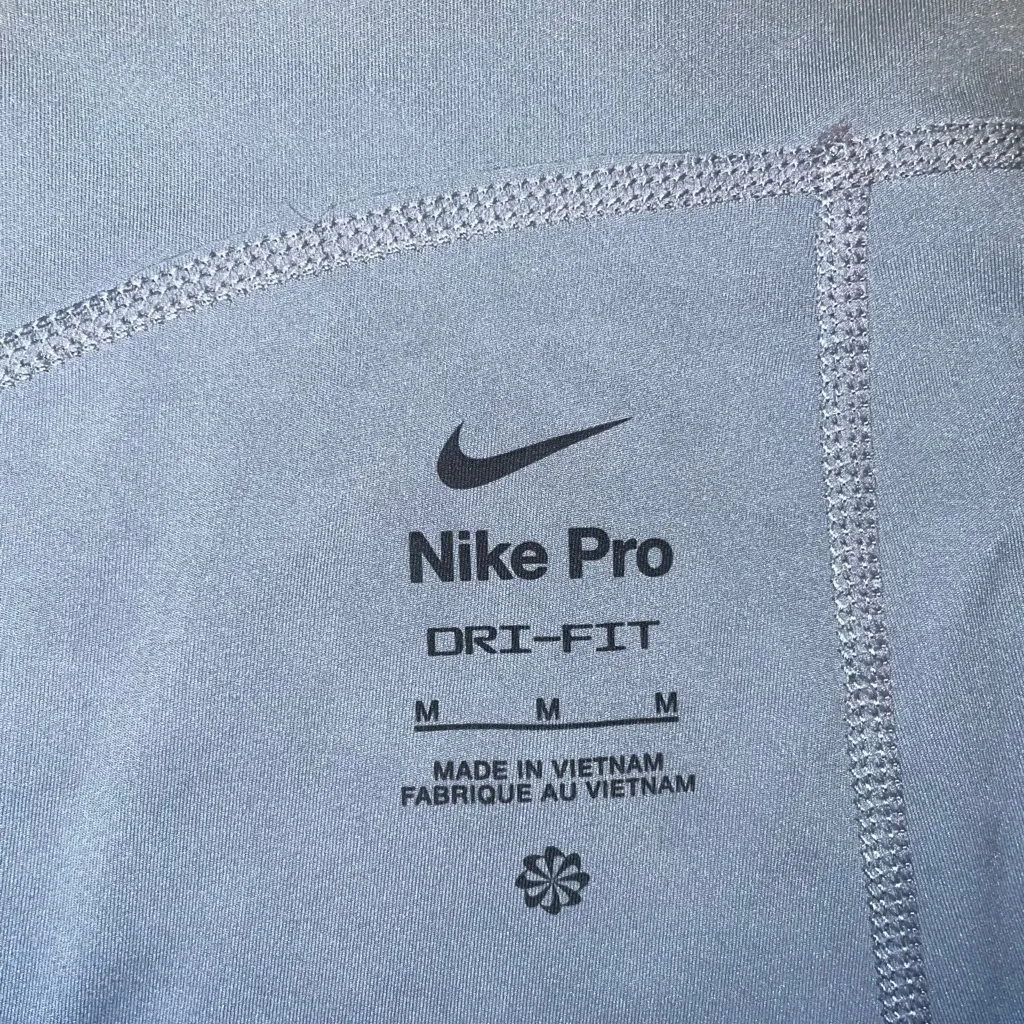 Nike Pro
DRI-FIT
M M M
MADE IN VIETNAM
FABRIQUE AU VIETNAM